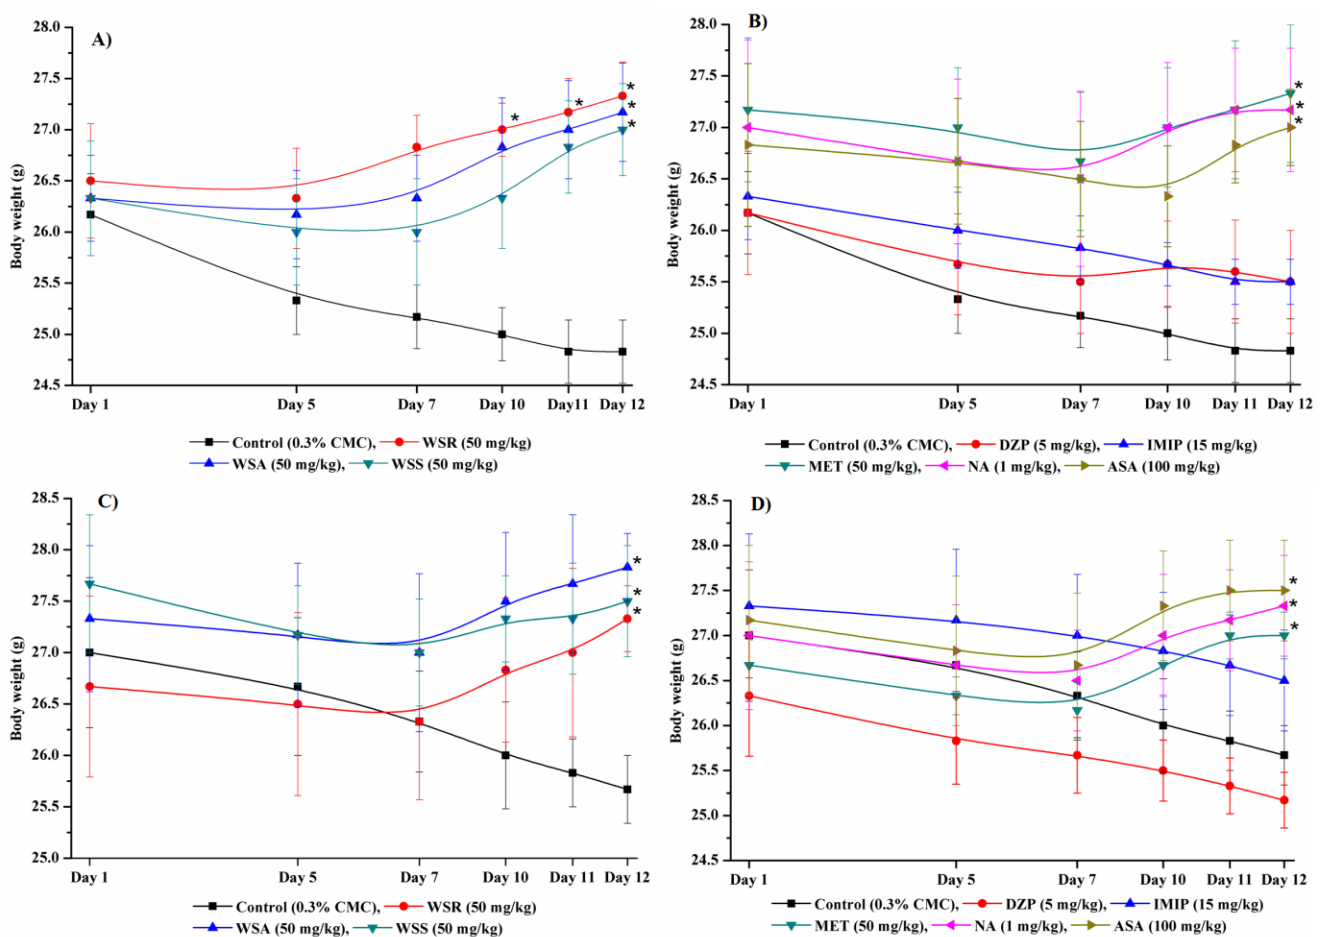 A)
28.0
27.5
27.0
26.5
26.0
25.5
25.0
24.5
Body weight (g)
* * * * *
Day 1 Day 5 Day 7 Day 10 Day11 Day 12
Control (0.3% CMC), WSR (50 mg/kg)
WSA (50 mg/kg), WSS (50 mg/kg)
B)
28.0
27.5
27.0
26.5
26.0
25.5
25.0
24.5
Body weight (g)
* * *
Day 1 Day 5 Day 7 Day 10 Day 11 Day 12
Control (0.3% CMC), DZP (5 mg/kg), IMIP (15 mg/kg)
MET (50 mg/kg), NA (1 mg/kg), ASA (100 mg/kg)
C)
28.5
28.0
27.5
27.0
26.5
26.0
25.5
25.0
Body weight (g)
* * *
Day 1 Day 5 Day 7 Day 10 Day 11 Day 12
Control (0.3% CMC), WSR (50 mg/kg)
WSA (50 mg/kg), WSS (50 mg/kg)
D)
28.5
28.0
27.5
27.0
26.5
26.0
25.5
25.0
24.5
Body weight (g)
* * *
Day 1 Day 5 Day 7 Day 10 Day 11 Day 12
Control (0.3% CMC), DZP (5 mg/kg), IMIP (15 mg/kg)
MET (50 mg/kg), NA (1 mg/kg), ASA (100 mg/kg)